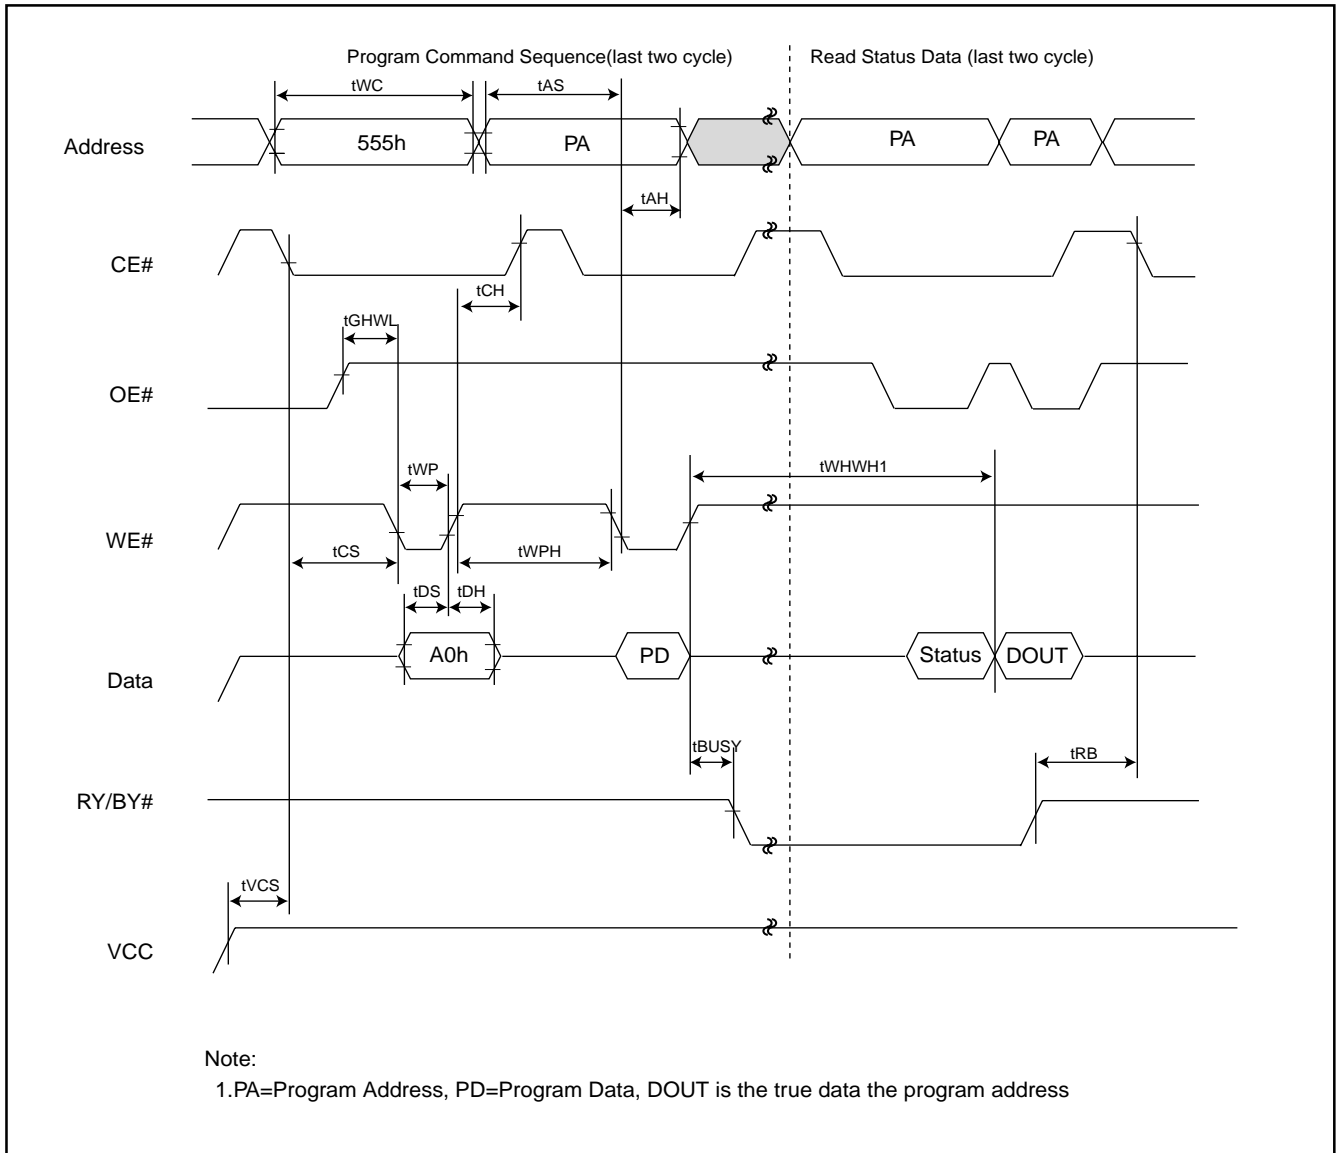 Program Command Sequence(last two cycle)
Read Status Data (last two cycle)
tWC
tAS
Address
555h
PA
PA
PA
tAH
CE#
tCH
tGHWL
OE#
tWP
tWHWH1
WE#
tCS
tWPH
tDS
tDH
Data
A0h
PD
Status
DOUT
tBUSY
tRB
RY/BY#
tVCS
VCC
Note:
1.PA=Program Address, PD=Program Data, DOUT is the true data the program address